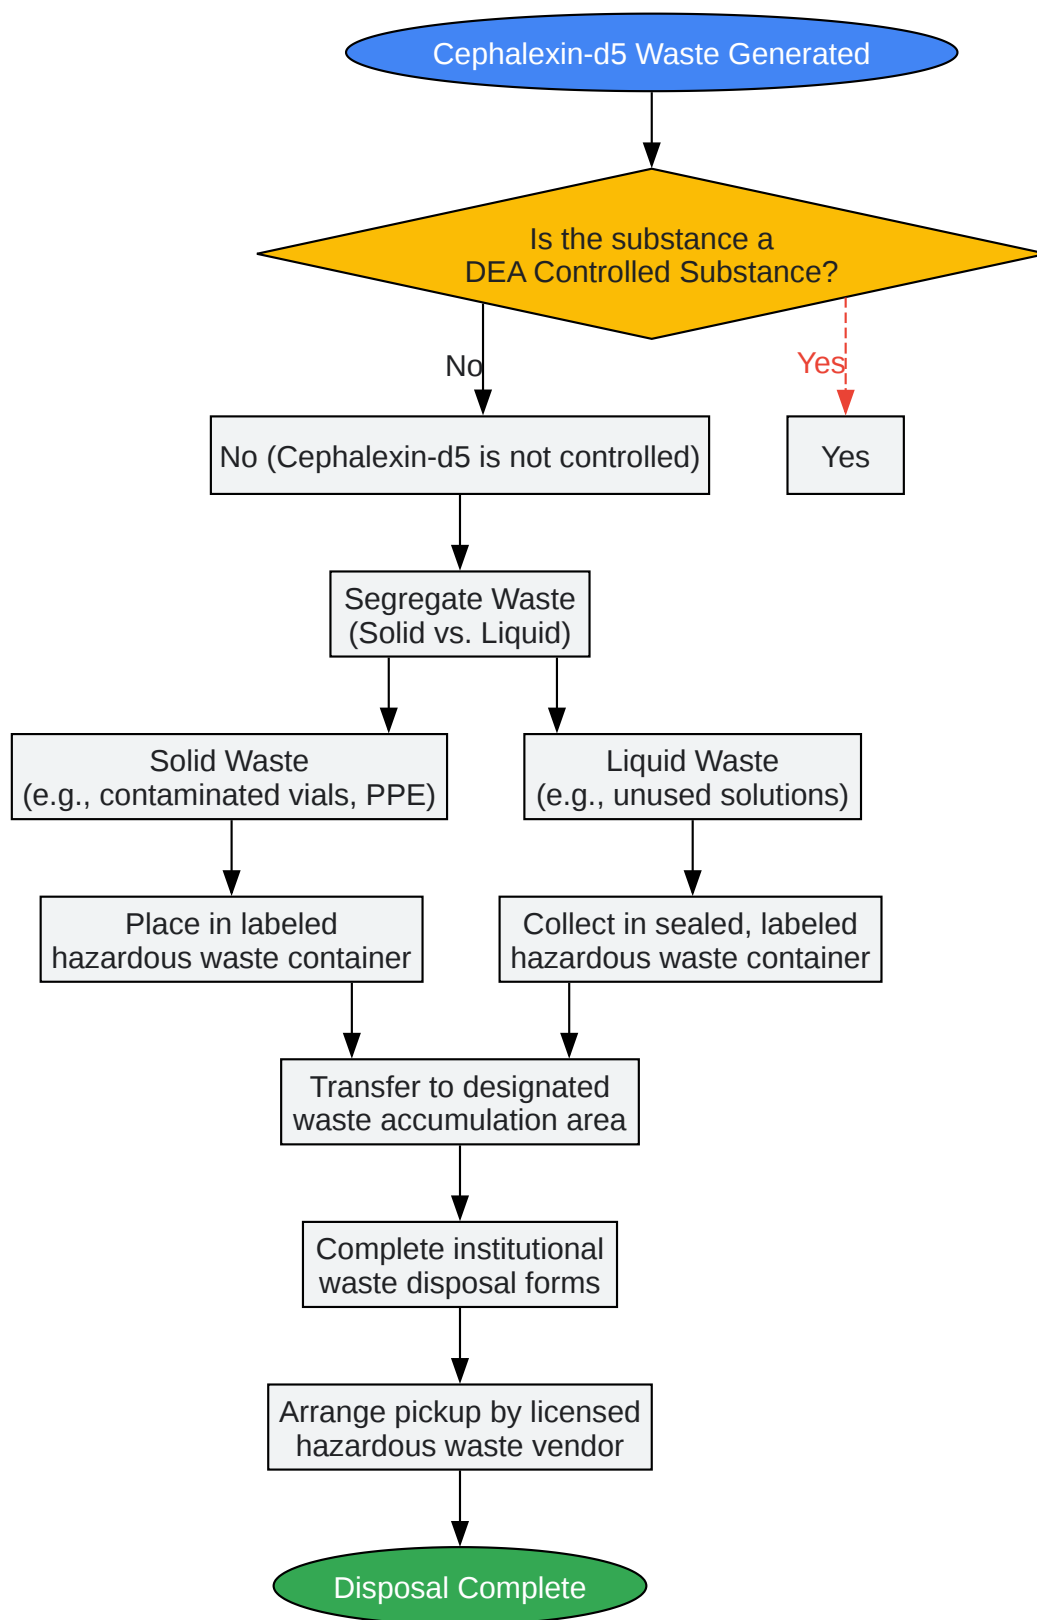 Cephalexin-d5 Waste Generated
Is the substance a
DEA Controlled Substance?
No
Yes
No (Cephalexin-d5 is not controlled)
Yes
Segregate Waste
(Solid vs. Liquid)
Solid Waste
(e.g., contaminated vials, PPE)
Liquid Waste
(e.g., unused solutions)
Place in labeled
hazardous waste container
Collect in sealed, labeled
hazardous waste container
Transfer to designated
waste accumulation area
Complete institutional
waste disposal forms
Arrange pickup by licensed
hazardous waste vendor
Disposal Complete